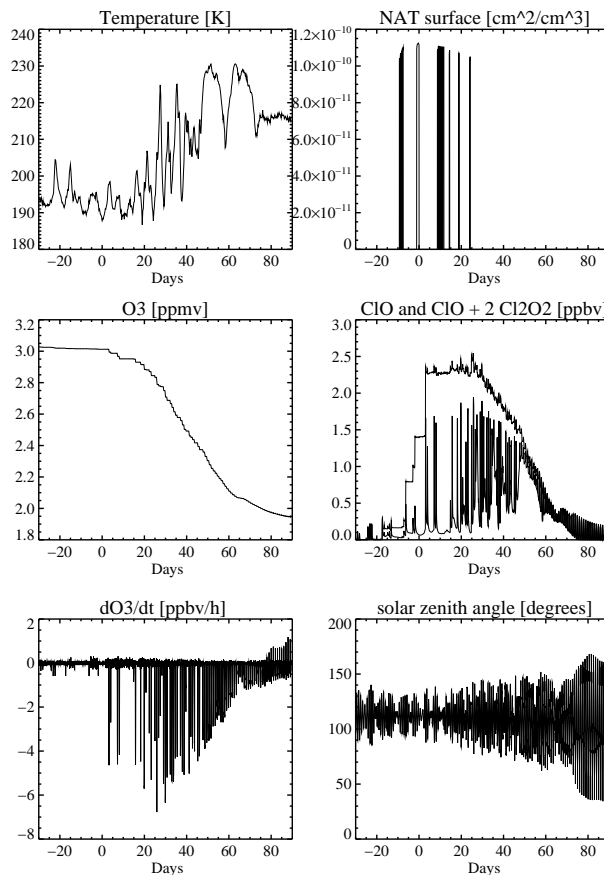 Temperature [K]
240
230
220
210
200
190
180
−20 0 20 40 60 80
Days
NAT surface [cm^2/cm^3]
1.2×10−10
1.0×10−10
8.0×10−11
6.0×10−11
4.0×10−11
2.0×10−11
0
−20 0 20 40 60 80
Days
O3 [ppmv]
3.2
3.0
2.8
2.6
2.4
2.2
2.0
1.8
−20 0 20 40 60 80
Days
ClO and ClO + 2 Cl2O2 [ppbv]
3.0
2.5
2.0
1.5
1.0
0.5
0.0
−20 0 20 40 60 80
Days
dO3/dt [ppbv/h]
2
0
−2
−4
−6
−8
−20 0 20 40 60 80
Days
solar zenith angle [degrees]
200
150
100
50
0
−20 0 20 40 60 80
Days